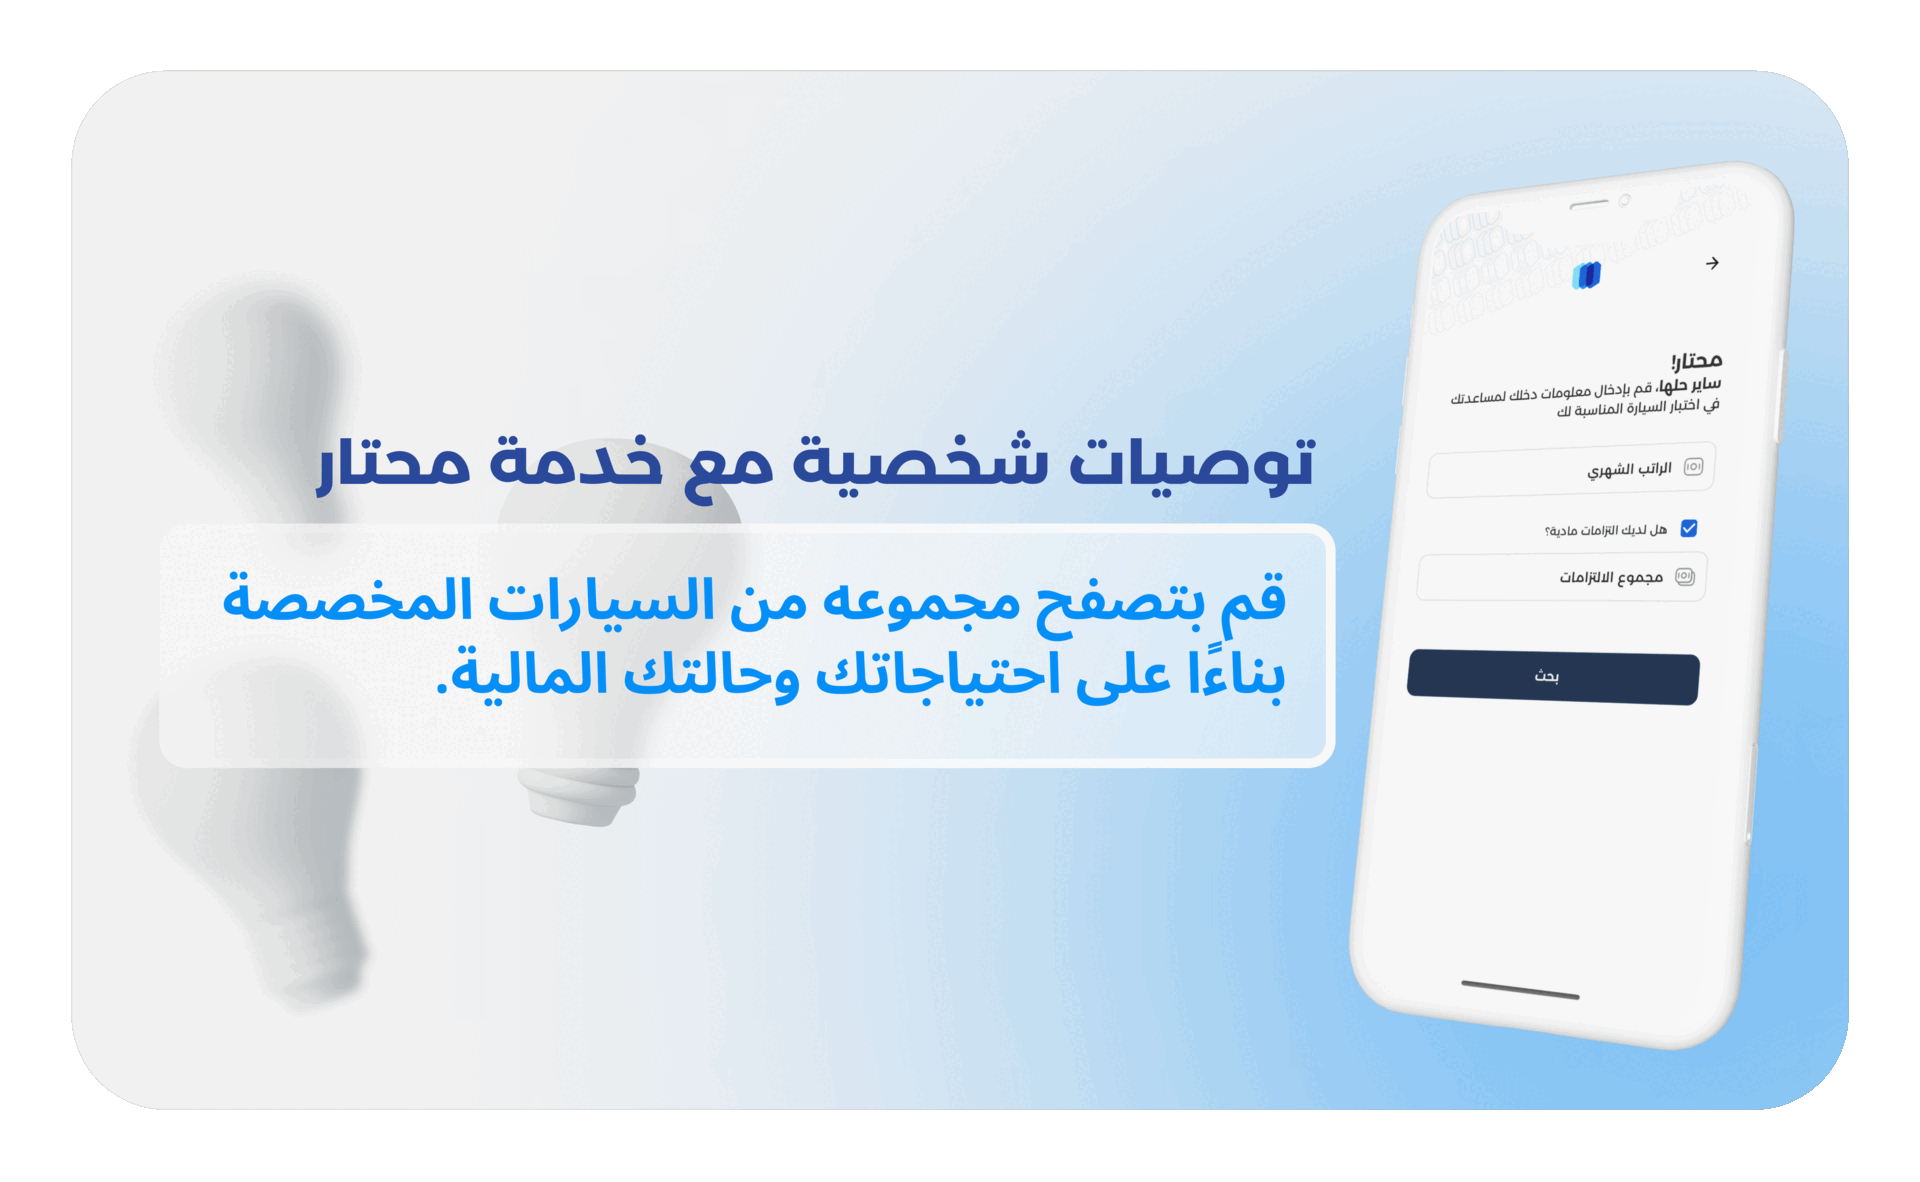 توصيات شخصية مع خدمة محتار
قم بتصفح مجموعه من السيارات المخصصة
بناءًا على احتياجاتك وحالتك المالية.
محتار!
ساير حلها، قم بإدخال معلومات دخلك لمساعدتك
في اختبار السيارة المناسبة لك
الراتب الشهري
هل لديك التزامات مادية؟
مجموع الالتزامات
بحث